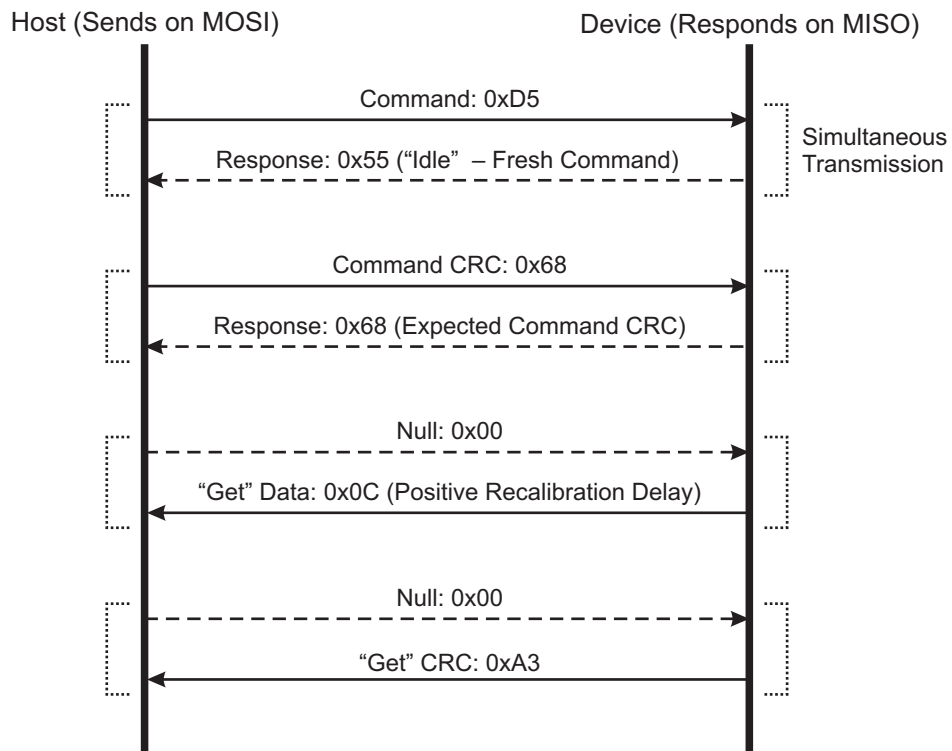 Host (Sends on MOSI)
Device (Responds on MISO)
Command: 0xD5
Response: 0x55 (“Idle” – Fresh Command)
Simultaneous
Transmission
Command CRC: 0x68
Response: 0x68 (Expected Command CRC)
Null: 0x00
“Get” Data: 0x0C (Positive Recalibration Delay)
Null: 0x00
“Get” CRC: 0xA3